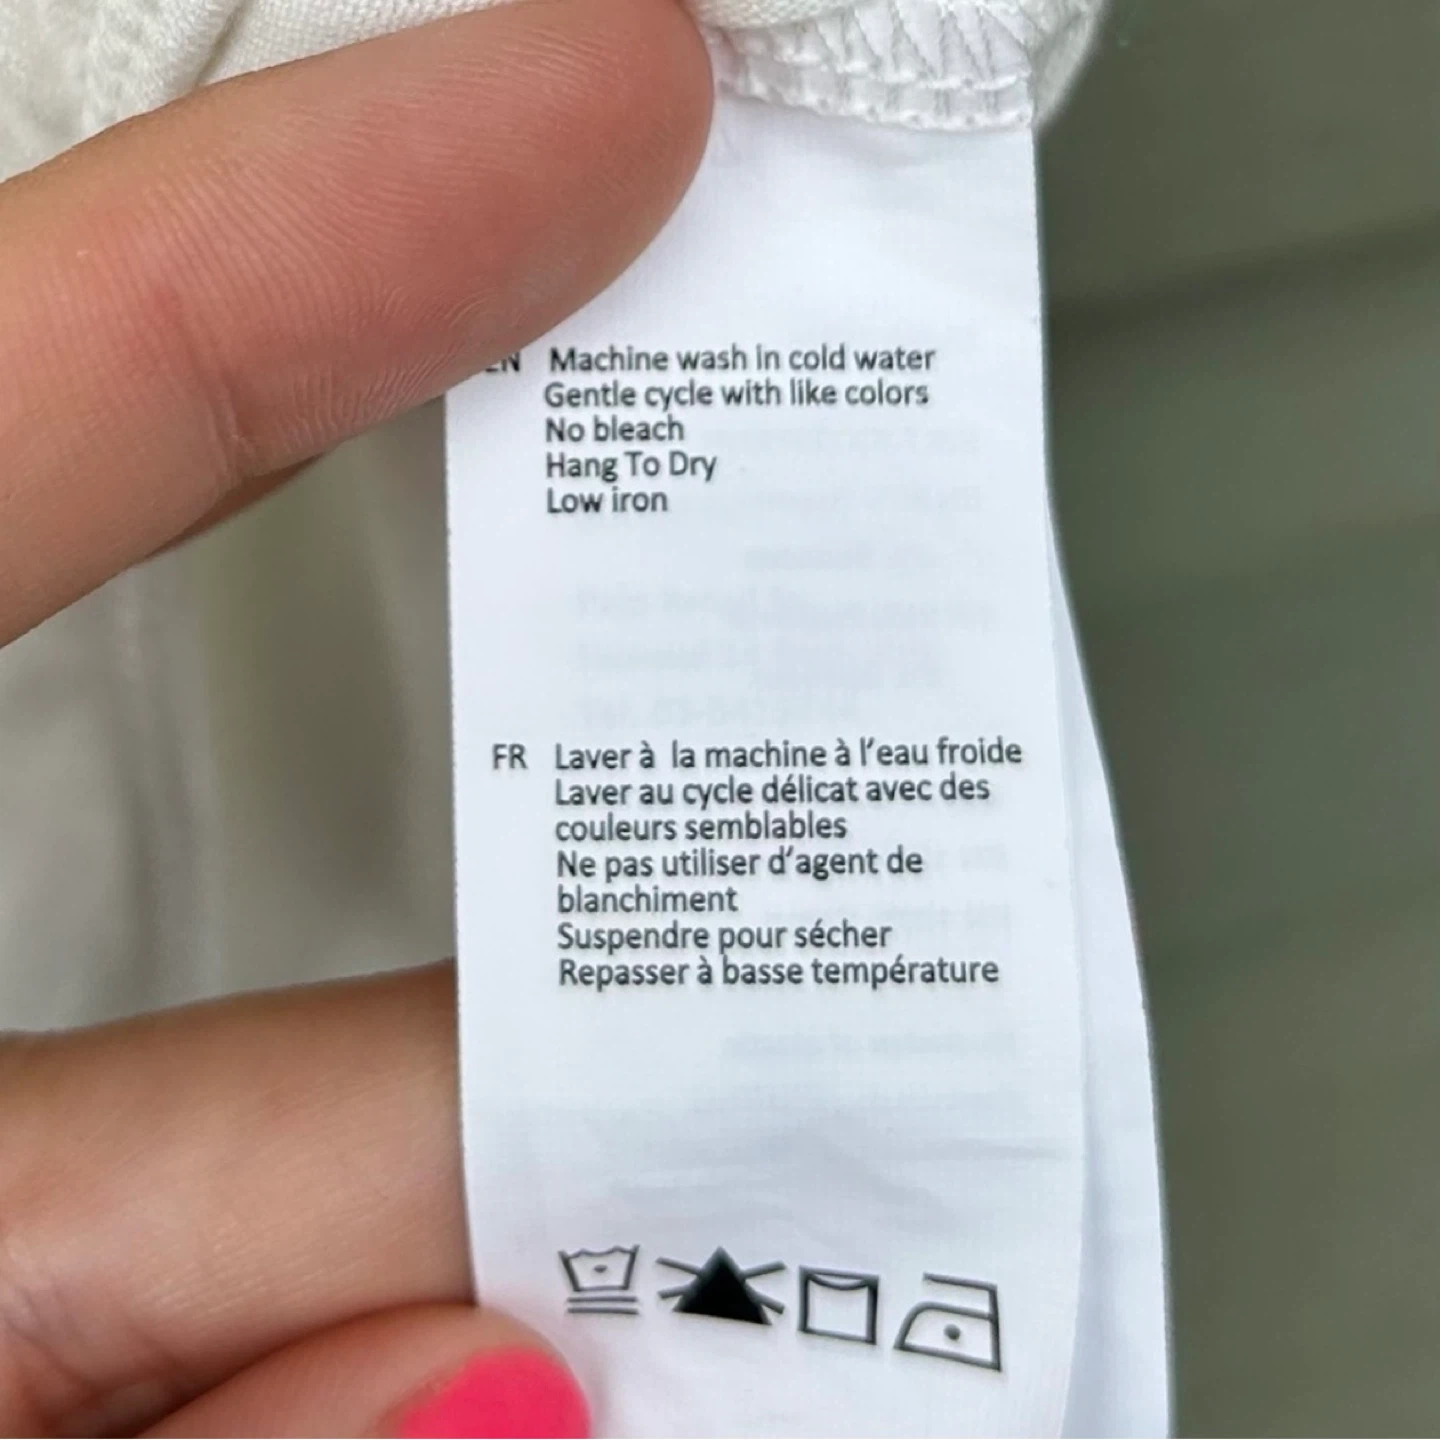 Machine wash in cold water
Gentle cycle with like colors
No bleach
Hang To Dry
Low iron
FR Laver à la machine à l’eau froide
Laver au cycle délicat avec des
couleurs semblables
Ne pas utiliser d’agent de
blanchiment
Suspendre pour sécher
Repasser à basse température